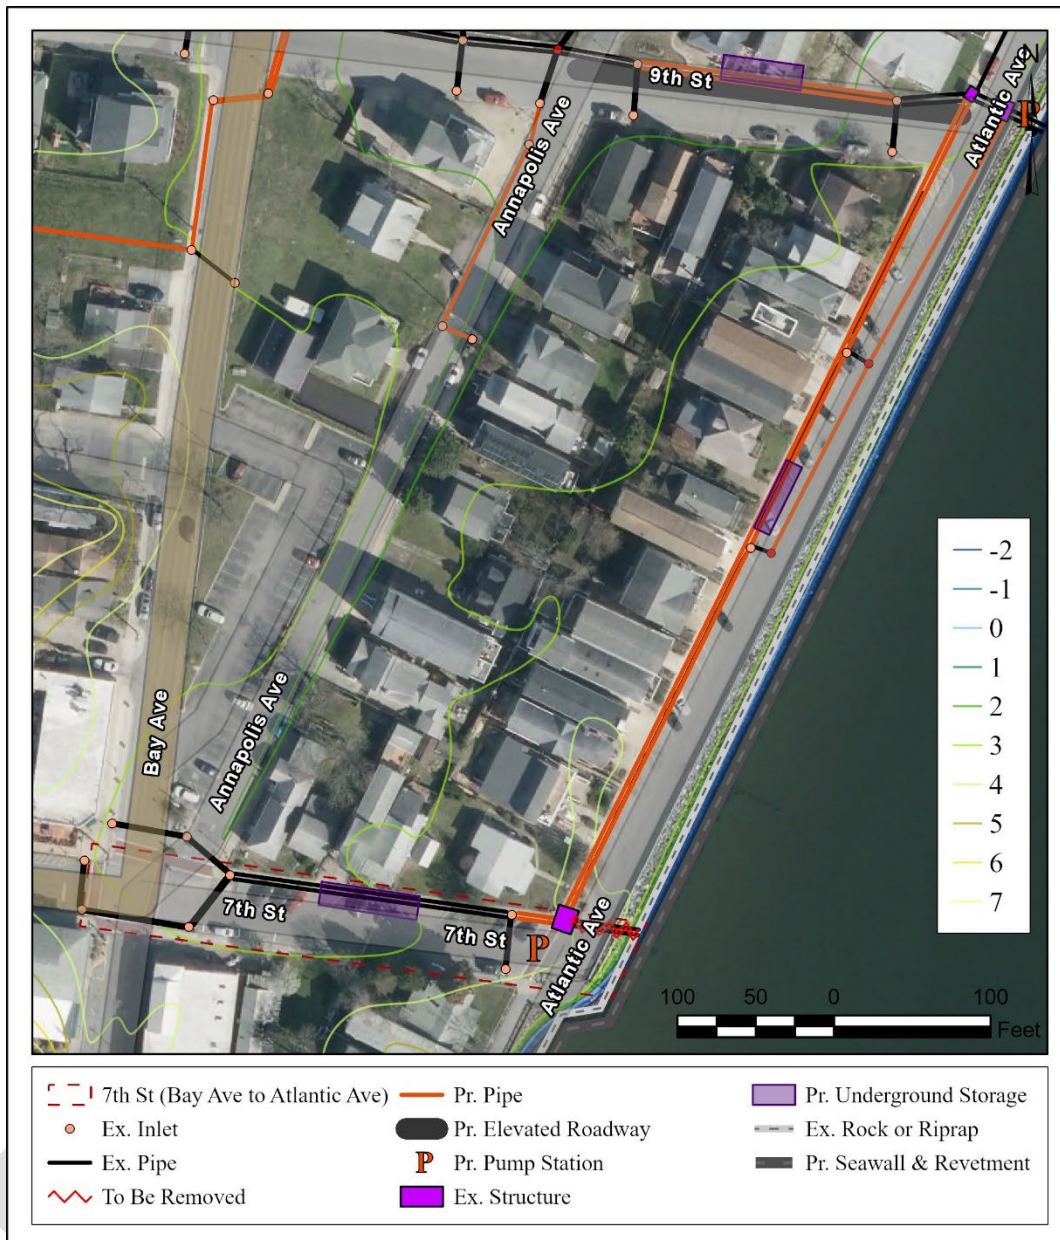 9th St
Atlantic Ave
N
P
Annapolis Ave
-2
-1
0
1
2
3
4
5
6
7
Bay Ave
Annapolis Ave
7th St
7th St
P
Atlantic Ave
100 50 0 100
Feet
7th St (Bay Ave to Atlantic Ave)
Pr. Pipe
Pr. Underground Storage
Ex. Inlet
Pr. Elevated Roadway
Ex. Rock or Riprap
Ex. Pipe
P Pr. Pump Station
Pr. Seawall & Revetment
To Be Removed
Ex. Structure